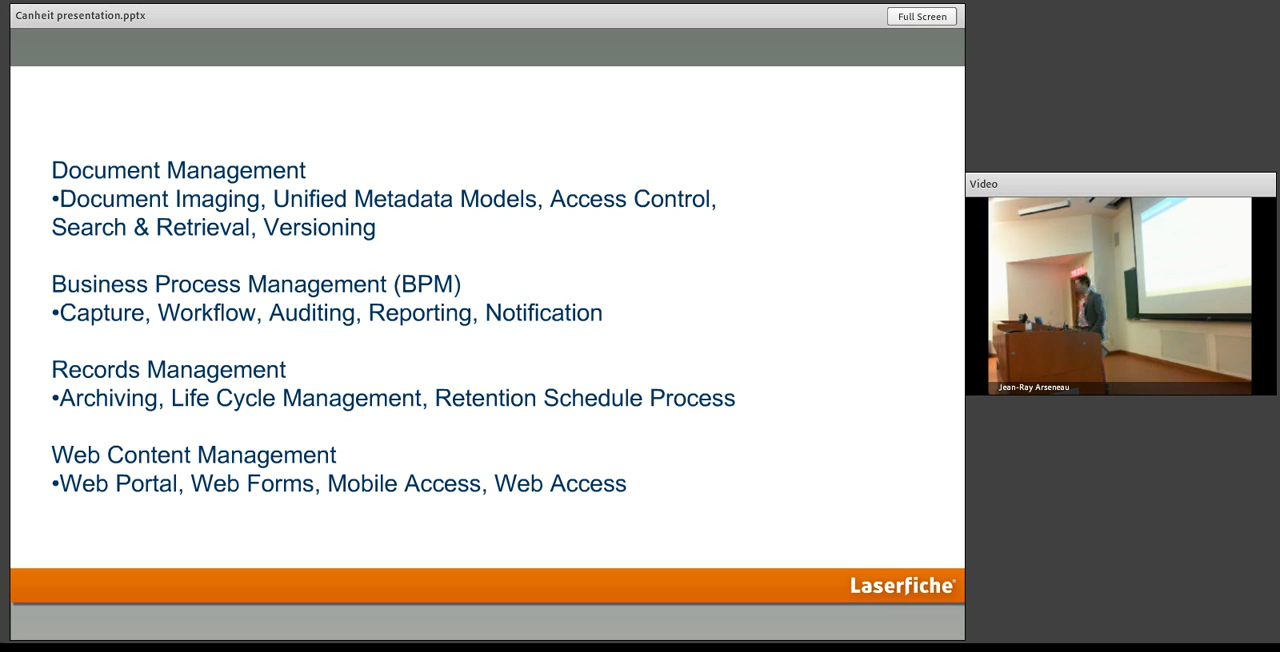 Canheit presentation.pptx
Full Screen
Document Management
•Document Imaging, Unified Metadata Models, Access Control,
Search & Retrieval, Versioning
Business Process Management (BPM)
•Capture, Workflow, Auditing, Reporting, Notification
Records Management
•Archiving, Life Cycle Management, Retention Schedule Process
Web Content Management
•Web Portal, Web Forms, Mobile Access, Web Access
Laserfiche®
Video
Jean-Ray Arseneau